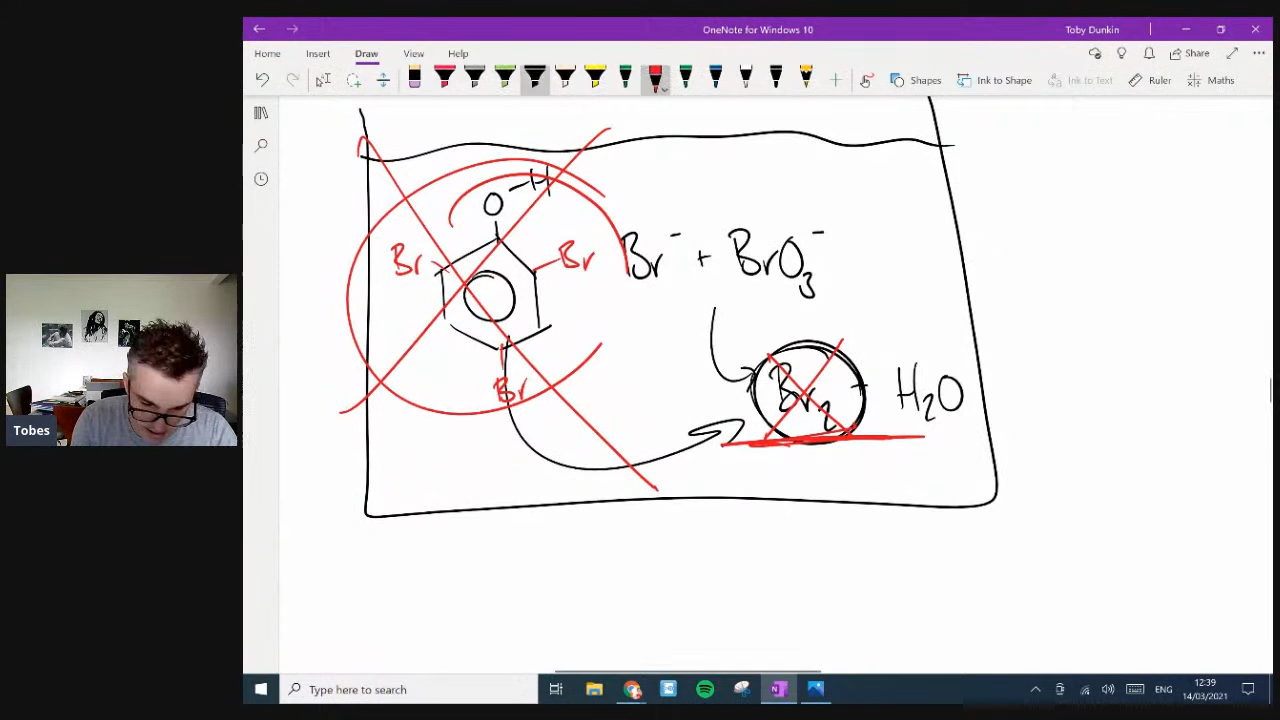 OneNote for Windows 10
Toby Dunkin
Home Insert Draw View Help
Share
Shapes Ink to Shape Ink to Text Ruler Maths
O-H
Br Br
Br
Br⁻ + BrO₃⁻
Br₂ + H₂O
Tobes
Type here to search
ENG
12:39
14/03/2021